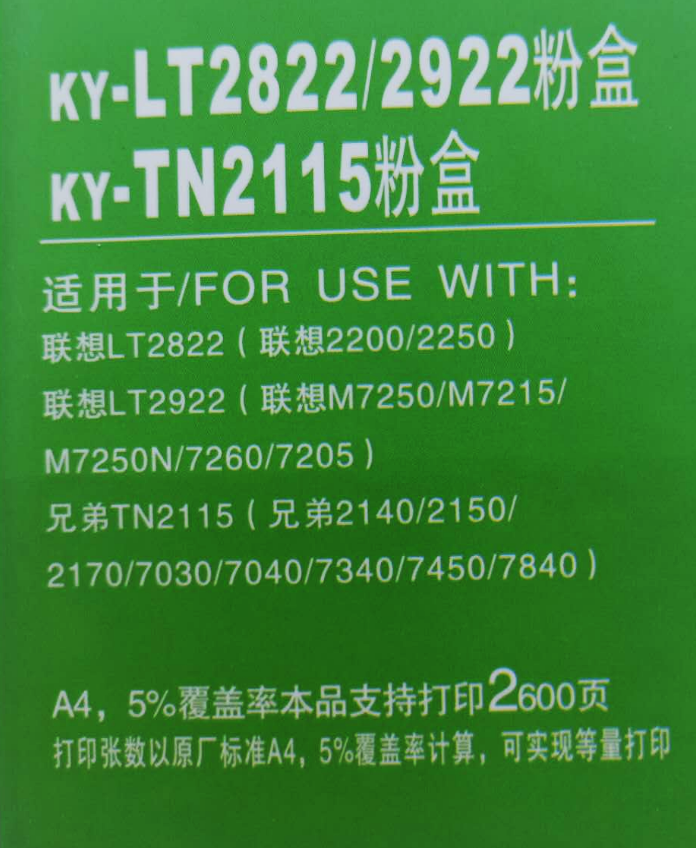 KY-LT2822/2922粉盒
KY-TN2115粉盒
适用于/FOR USE WITH:
联想LT2822(联想2200/2250)
联想LT2922(联想M7250/M7215/
M7250N/7260/7205)
兄弟TN2115(兄弟2140/2150/
2170/7030/7040/7340/7450/7840)
A4，5%覆盖率本品支持打印2600页
打印张数以原厂标准A4，5%覆盖率计算，可实现等量打印